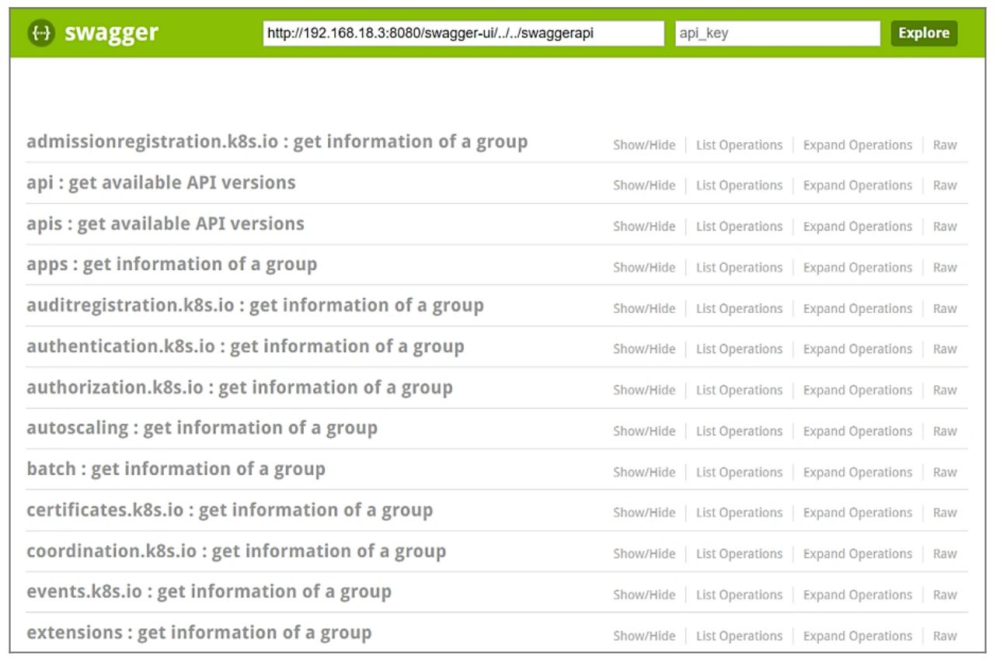 {···} swagger http://192.168.18.3:8080/swagger-ui/../../swaggerapi api_key Explore
admissionregistration.k8s.io : get information of a group Show/Hide List Operations Expand Operations Raw
api : get available API versions Show/Hide List Operations Expand Operations Raw
apis : get available API versions Show/Hide List Operations Expand Operations Raw
apps : get information of a group Show/Hide List Operations Expand Operations Raw
auditregistration.k8s.io : get information of a group Show/Hide List Operations Expand Operations Raw
authentication.k8s.io : get information of a group Show/Hide List Operations Expand Operations Raw
authorization.k8s.io : get information of a group Show/Hide List Operations Expand Operations Raw
autoscaling : get information of a group Show/Hide List Operations Expand Operations Raw
batch : get information of a group Show/Hide List Operations Expand Operations Raw
certificates.k8s.io : get information of a group Show/Hide List Operations Expand Operations Raw
coordination.k8s.io : get information of a group Show/Hide List Operations Expand Operations Raw
events.k8s.io : get information of a group Show/Hide List Operations Expand Operations Raw
extensions : get information of a group Show/Hide List Operations Expand Operations Raw